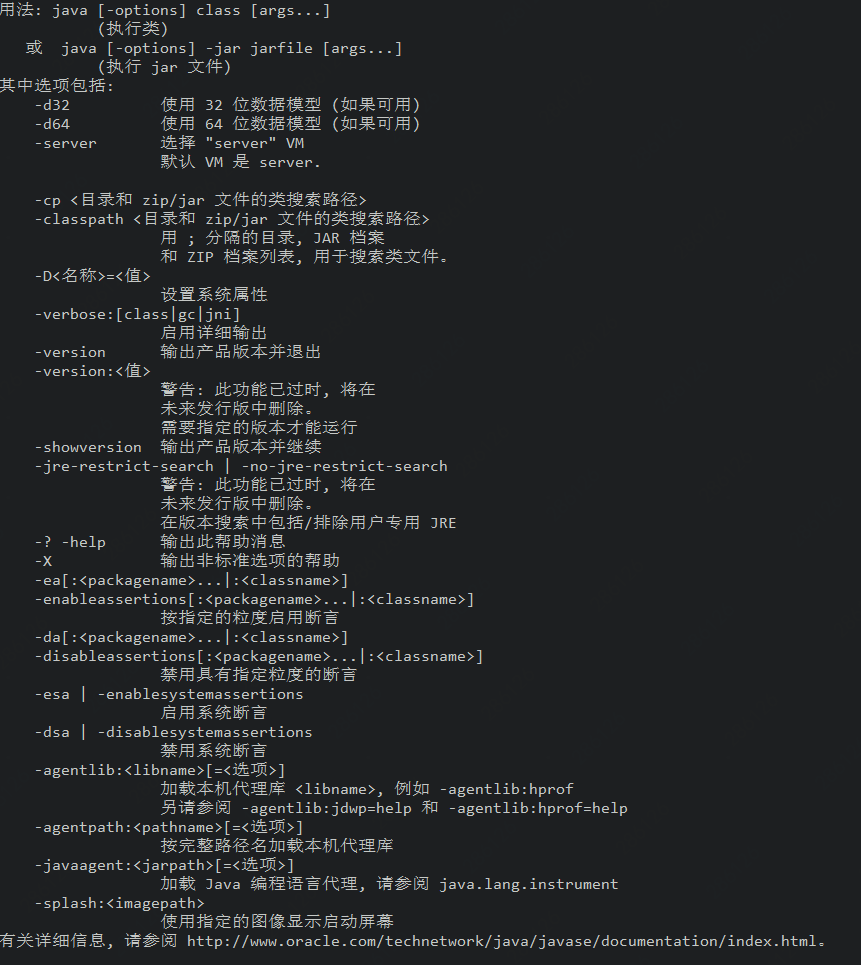 用法: java [-options] class [args...]
(执行类)
或 java [-options] -jar jarfile [args...]
(执行 jar 文件)
其中选项包括:
-d32 使用 32 位数据模型 (如果可用)
-d64 使用 64 位数据模型 (如果可用)
-server 选择 "server" VM
默认 VM 是 server.
-cp <目录和 zip/jar 文件的类搜索路径>
-classpath <目录和 zip/jar 文件的类搜索路径>
用 ; 分隔的目录, JAR 档案
和 ZIP 档案列表, 用于搜索类文件。
-D<名称>=<值>
设置系统属性
-verbose:[class|gc|jni]
启用详细输出
-version 输出产品版本并退出
-version:<值>
警告: 此功能已过时, 将在
未来发行版中删除。
需要指定的版本才能运行
-showversion 输出产品版本并继续
-jre-restrict-search | -no-jre-restrict-search
警告: 此功能已过时, 将在
未来发行版中删除。
在版本搜索中包括/排除用户专用 JRE
-? -help 输出此帮助消息
-X 输出非标准选项的帮助
-ea[:<packagename>...|:<classname>]
-enableassertions[:<packagename>...|:<classname>]
按指定的粒度启用断言
-da[:<packagename>...|:<classname>]
-disableassertions[:<packagename>...|:<classname>]
禁用具有指定粒度的断言
-esa | -enablesystemassertions
启用系统断言
-dsa | -disablesystemassertions
禁用系统断言
-agentlib:<libname>[=<选项>]
加载本机代理库 <libname>, 例如 -agentlib:hprof
另请参阅 -agentlib:jdwp=help 和 -agentlib:hprof=help
-agentpath:<pathname>[=<选项>]
按完整路径名加载本机代理库
-javaagent:<jarpath>[=<选项>]
加载 Java 编程语言代理, 请参阅 java.lang.instrument
-splash:<imagepath>
使用指定的图像显示启动屏幕
有关详细信息, 请参阅 http://www.oracle.com/technetwork/java/javase/documentation/index.html。